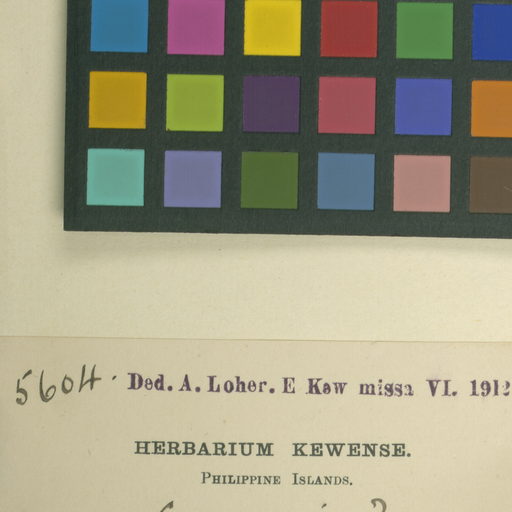 5604. Ded. A. Loher. E Kew missa VI. 1912
HERBARIUM KEWENSE.
PHILIPPINE ISLANDS.